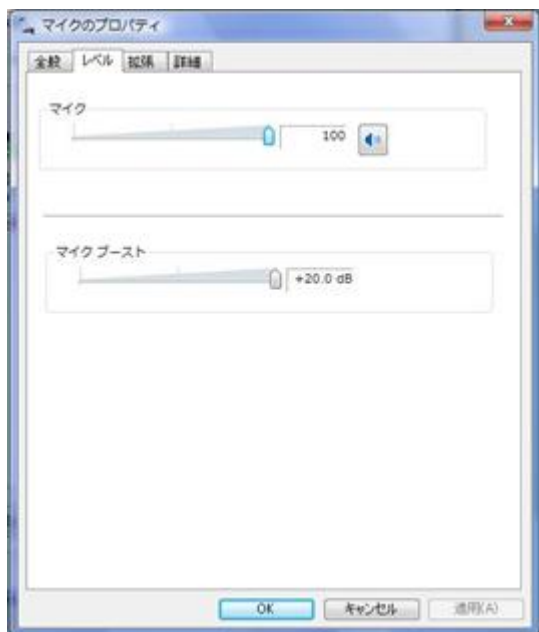 マイクのプロパティ
全般 レベル 拡張 詳細
マイク
100
マイク ブースト
+20.0 dB
OK キャンセル 適用(A)